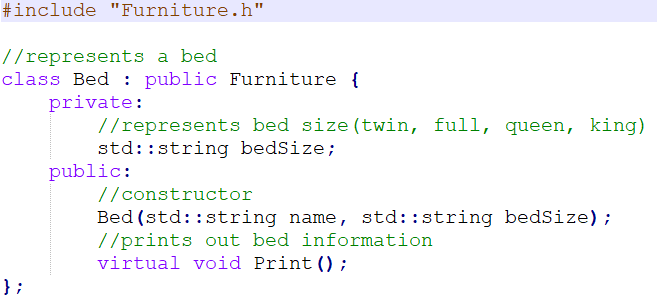 #include "Furniture.h"
//represents a bed
class Bed : public Furniture {
private:
//represents bed size(twin, full, queen, king)
std::string bedSize;
public:
//constructor
Bed(std::string name, std::string bedSize);
//prints out bed information
virtual void Print();
};